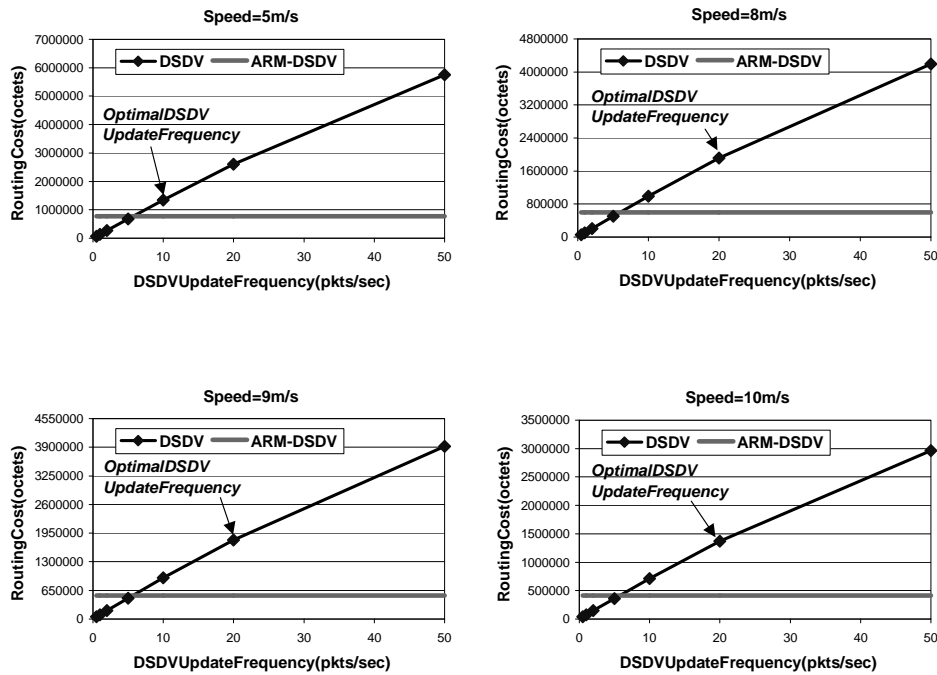 Speed=5m/s
7000000
6000000
5000000
4000000
3000000
2000000
1000000
0
DSDV
ARM-DSDV
OptimalDSDV
UpdateFrequency
RoutingCost(octets)
0 10 20 30 40 50
DSDVUpdateFrequency(pkts/sec)
Speed=8m/s
4800000
4000000
3200000
2400000
1600000
800000
0
DSDV
ARM-DSDV
OptimalDSDV
UpdateFrequency
RoutingCost(octets)
0 10 20 30 40 50
DSDVUpdateFrequency(pkts/sec)
Speed=9m/s
4550000
3900000
3250000
2600000
1950000
1300000
650000
0
DSDV
ARM-DSDV
OptimalDSDV
UpdateFrequency
RoutingCost(octets)
0 10 20 30 40 50
DSDVUpdateFrequency(pkts/sec)
Speed=10m/s
3500000
3000000
2500000
2000000
1500000
1000000
500000
0
DSDV
ARM-DSDV
OptimalDSDV
UpdateFrequency
RoutingCost(octets)
0 10 20 30 40 50
DSDVUpdateFrequency(pkts/sec)